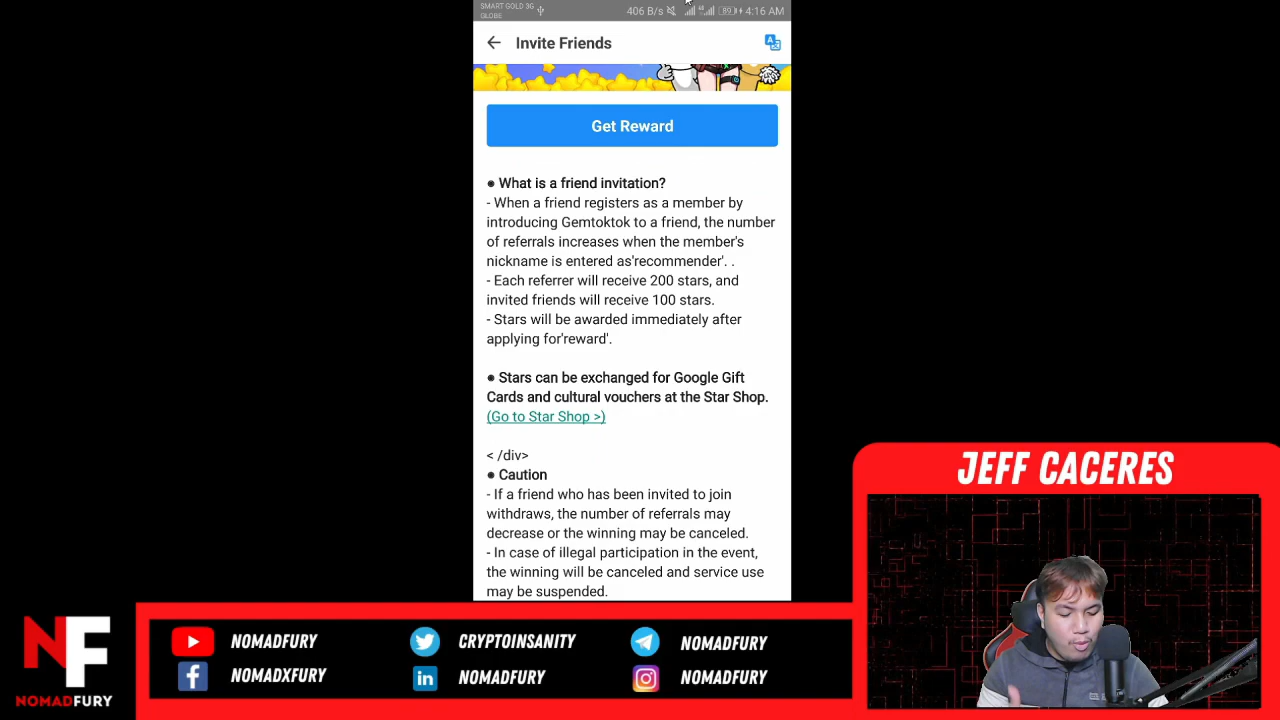 SMART GOLD 3G
GLOBE
406 B/s 89 4:16 AM
Invite Friends
Get Reward
● What is a friend invitation?
- When a friend registers as a member by
introducing Gemtoktok to a friend, the number
of referrals increases when the member's
nickname is entered as'recommender'. .
- Each referrer will receive 200 stars, and
invited friends will receive 100 stars.
- Stars will be awarded immediately after
applying for'reward'.
● Stars can be exchanged for Google Gift
Cards and cultural vouchers at the Star Shop.
(Go to Star Shop >)
< /div>
● Caution
- If a friend who has been invited to join
withdraws, the number of referrals may
decrease or the winning may be canceled.
- In case of illegal participation in the event,
the winning will be canceled and service use
may be suspended.
JEFF CACERES
NF
NOMADFURY
NOMADFURY
CRYPTOINSANITY
NOMADFURY
NOMADXFURY
NOMADFURY
NOMADFURY